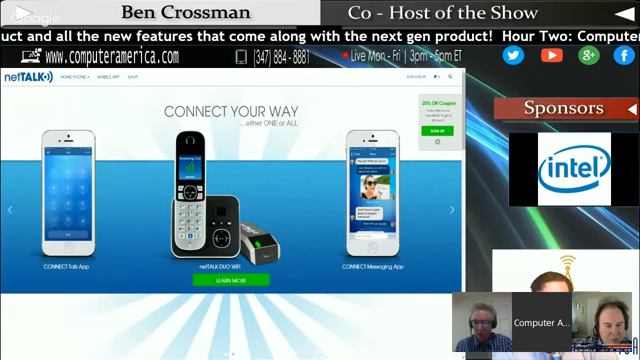 Google
Ben Crossman
Co - Host of the Show
uct and all the new features that come along with the next gen product! Hour Two: Computer
www.computeramerica.com
(347) 884-8881
Live Mon - Fri | 3pm - 5pm ET
netTALK
HOME PHONE
MOBILE APP
SHOP
CONNECT YOUR WAY
....either ONE or ALL
20% Off Coupon
SIGN UP
Sponsors
intel
CONNECT Talk App
netTALK DUO WIFI
CONNECT Messaging App
LEARN MORE
Computer A...